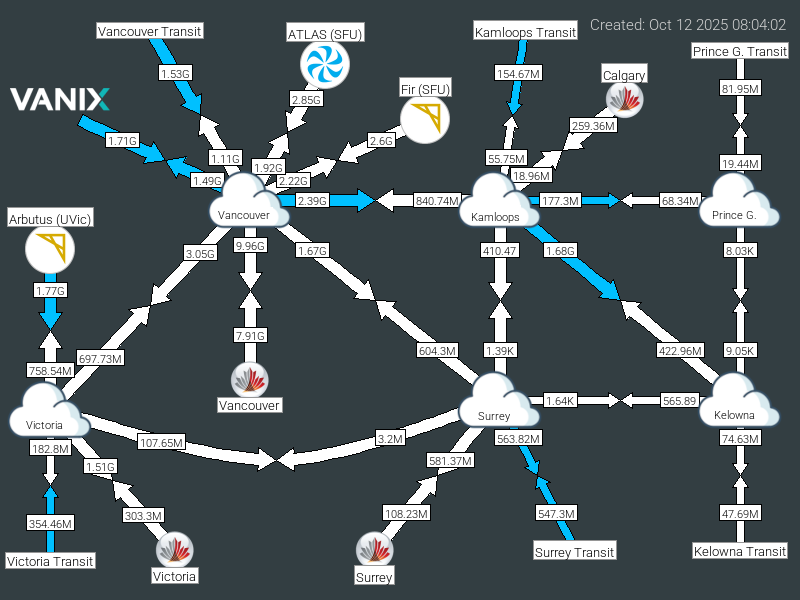 Created: Oct 12 2025 08:04:02
Vancouver Transit
ATLAS (SFU)
Kamloops Transit
Prince G. Transit
1.53G
154.67M
Calgary
81.95M
VANIX
2.85G
Fir (SFU)
259.36M
1.71G
2.6G
1.11G
1.92G
55.75M
19.44M
1.49G
2.22G
18.96M
2.39G
840.74M
177.3M
68.34M
Arbutus (UVic)
Vancouver
Kamloops
Prince G.
3.05G
9.96G
1.67G
410.47
1.68G
8.03K
1.77G
7.91G
697.73M
604.3M
1.39K
422.96M
9.05K
758.54M
Vancouver
1.64K
565.89
Victoria
Surrey
Kelowna
182.8M
107.65M
3.2M
563.82M
74.63M
1.51G
581.37M
354.46M
303.3M
108.23M
547.3M
47.69M
Victoria Transit
Surrey Transit
Kelowna Transit
Victoria
Surrey